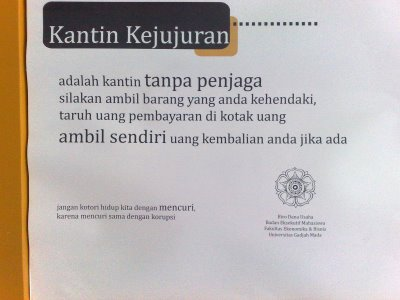 Kantin Kejujuran
adalah kantin tanpa penjaga
silakan ambil barang yang anda kehendaki,
taruh uang pembayaran di kotak uang
ambil sendiri uang kembalian anda jika ada
jangan kotori hidup kita dengan mencuri,
karena mencuri sama dengan korupsi
Biro Dana Usaha
Badan Eksekutif Mahasiswa
Fakultas Ekonomika & Bisnis
Universitas Gadjah Mada